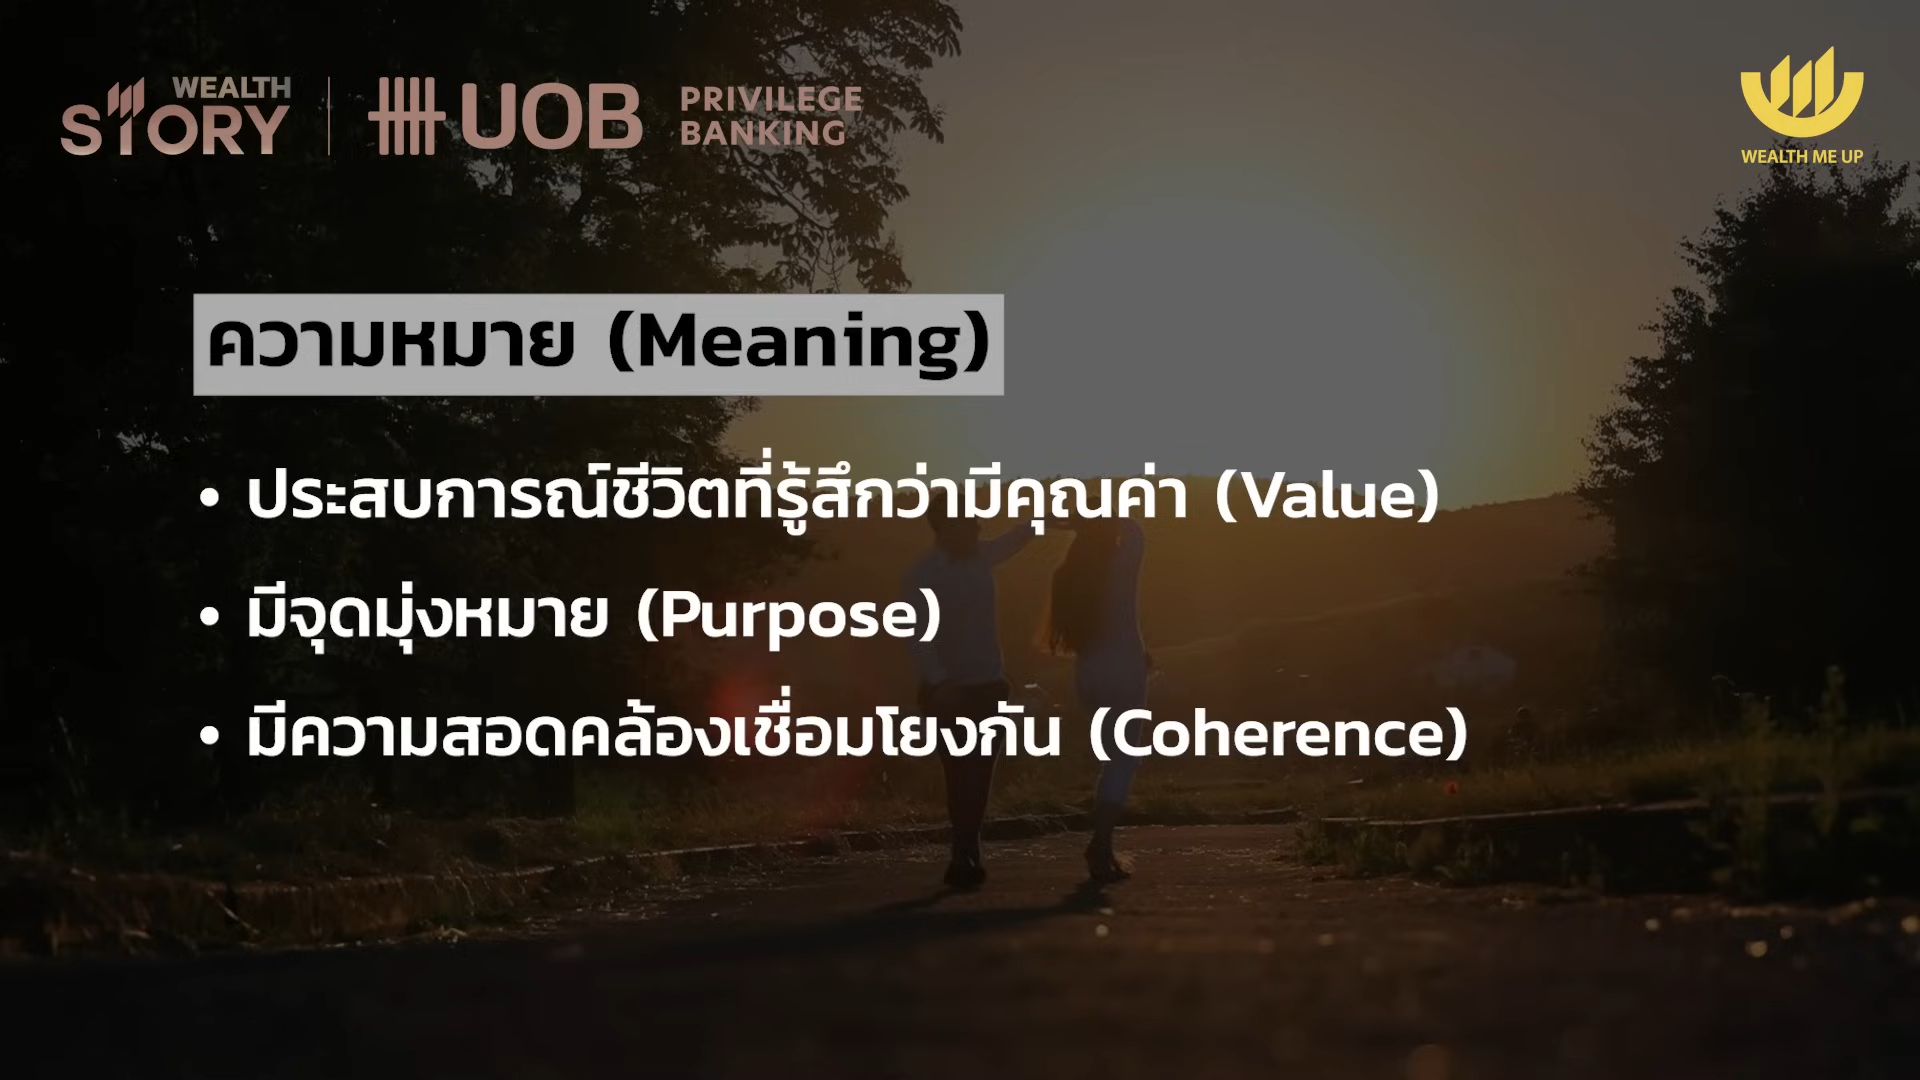 WEALTH
STORY
UOB
PRIVILEGE
BANKING
WEALTH ME UP
ความหมาย (Meaning)
• ประสบการณ์ชีวิตที่รู้สึกว่ามีคุณค่า (Value)
• มีจุดมุ่งหมาย (Purpose)
• มีความสอดคล้องเชื่อมโยงกัน (Coherence)